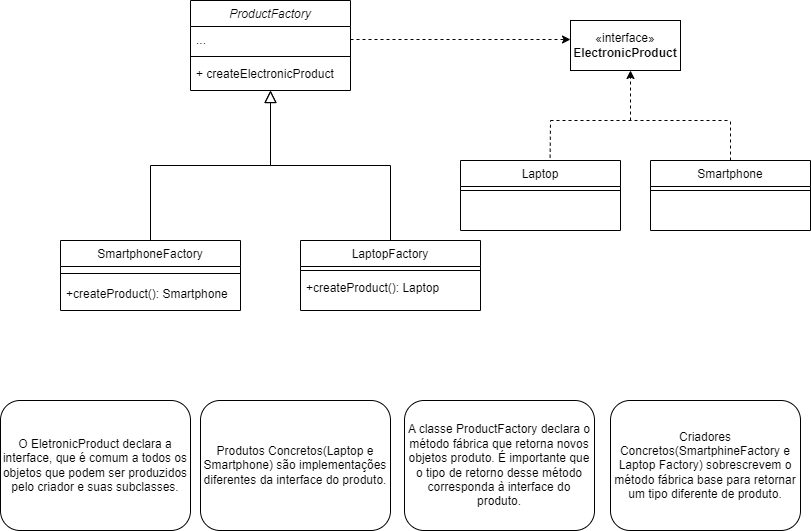 ProductFactory
...
+ createElectronicProduct
«interface»
ElectronicProduct
Laptop
Smartphone
SmartphoneFactory
+createProduct(): Smartphone
LaptopFactory
+createProduct(): Laptop
O EletronicProduct declara a
interface, que é comum a todos os
objetos que podem ser produzidos
pelo criador e suas subclasses.
Produtos Concretos(Laptop e
Smartphone) são implementações
diferentes da interface do produto.
A classe ProductFactory declara o
método fábrica que retorna novos
objetos produto. É importante que
o tipo de retorno desse método
corresponda à interface do
produto.
Criadores
Concretos(SmartphineFactory e
Laptop Factory) sobrescrevem o
método fábrica base para retornar
um tipo diferente de produto.